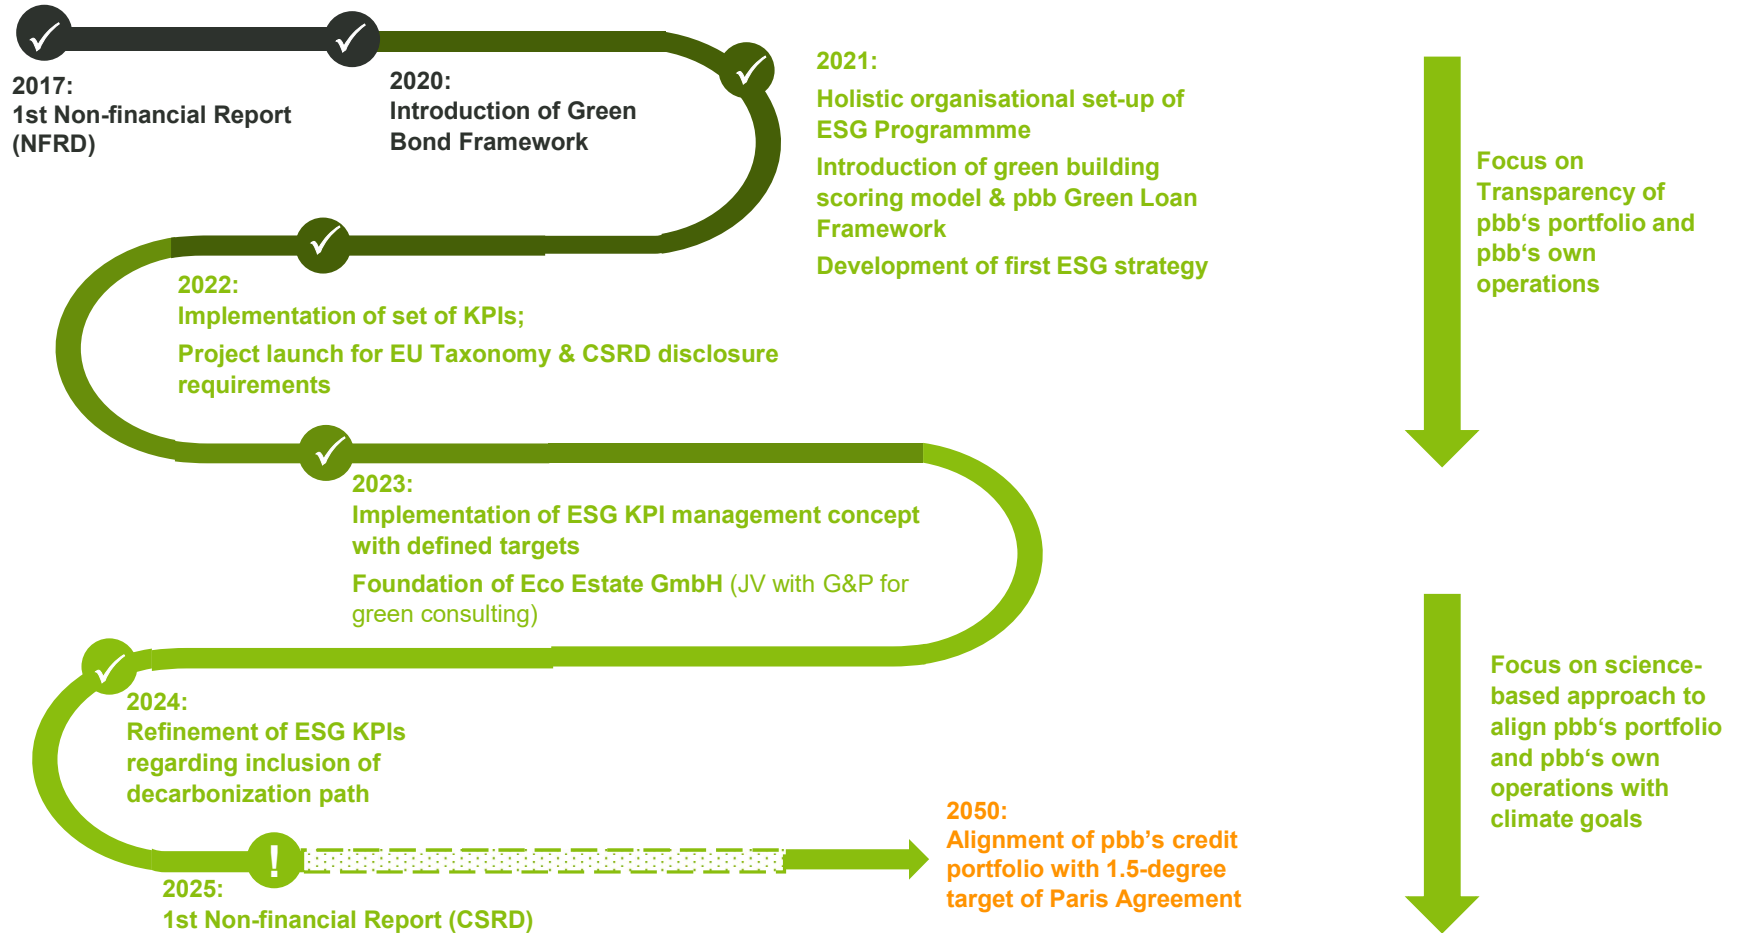 2017:
1st Non-financial Report
(NFRD)
2020:
Introduction of Green
Bond Framework
2021:
Holistic organisational set-up of
ESG Programmme
Introduction of green building
scoring model & pbb Green Loan
Framework
Development of first ESG strategy
Focus on
Transparency of
pbb‘s portfolio and
pbb‘s own
operations
2022:
Implementation of set of KPIs;
Project launch for EU Taxonomy & CSRD disclosure
requirements
2023:
Implementation of ESG KPI management concept
with defined targets
Foundation of Eco Estate GmbH (JV with G&P for
green consulting)
2024:
Refinement of ESG KPIs
regarding inclusion of
decarbonization path
Focus on science-
based approach to
align pbb‘s portfolio
and pbb‘s own
operations with
climate goals
!
2025:
1st Non-financial Report (CSRD)
2050:
Alignment of pbb’s credit
portfolio with 1.5-degree
target of Paris Agreement